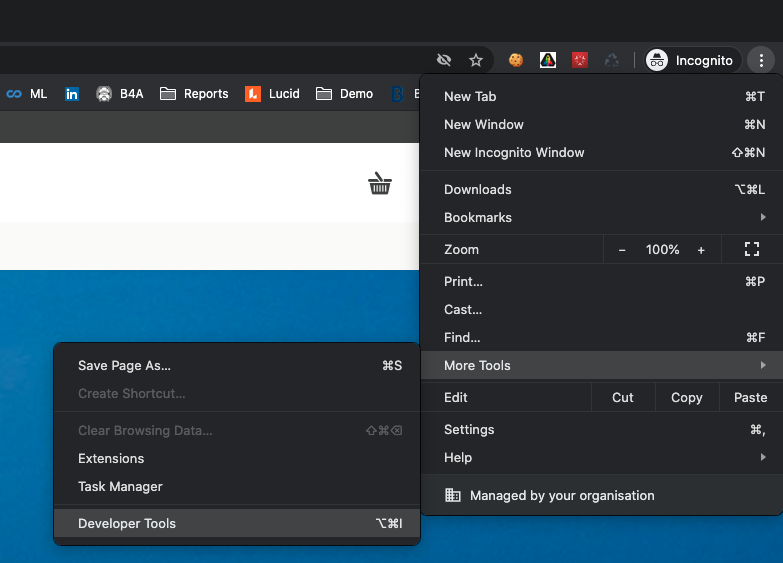 Incognito
ML
in
B4A
Reports
Lucid
Demo
New Tab ⌘T
New Window ⌘N
New Incognito Window ⇧⌘N
Downloads ⌥⌘L
Bookmarks
Zoom − 100% +
Print... ⌘P
Cast...
Find... ⌘F
More Tools
Edit Cut Copy Paste
Settings ⌘,
Help
Managed by your organisation
Save Page As... ⌘S
Create Shortcut...
Clear Browsing Data... ⇧⌘⌫
Extensions
Task Manager
Developer Tools ⌥⌘I